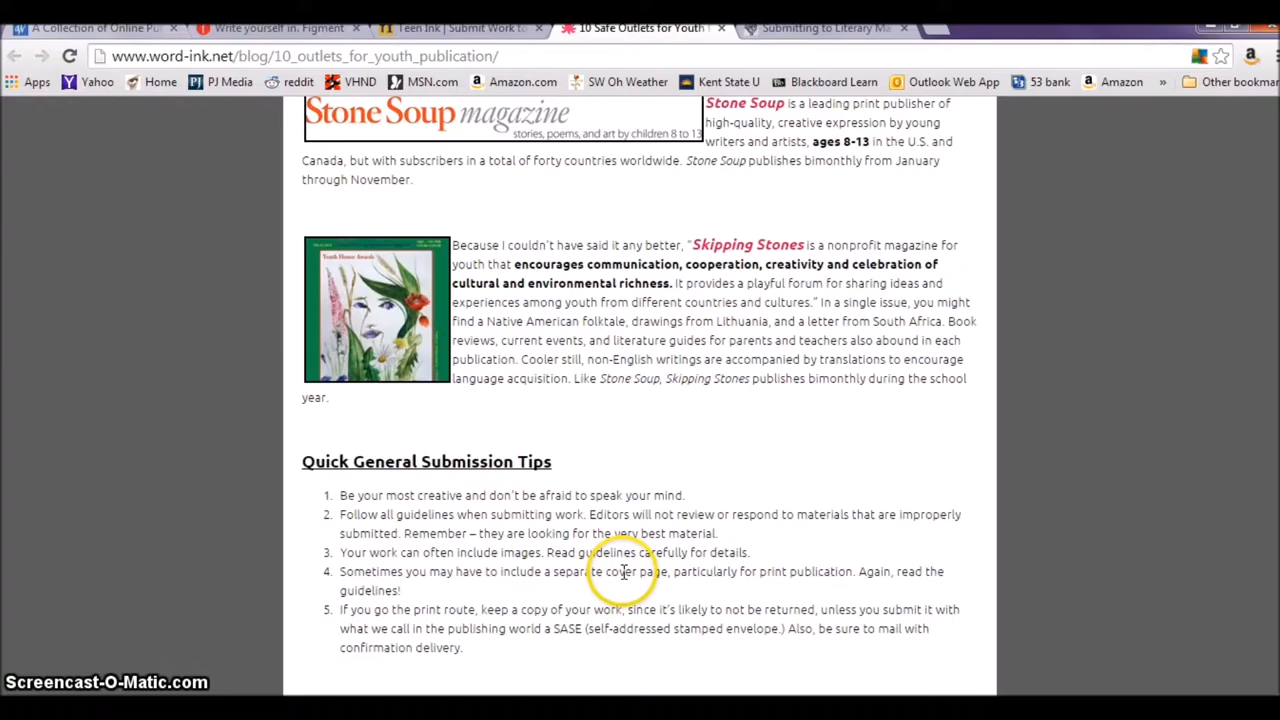 A Collection of Online Pu
Write yourself in. Figment
Teen Ink | Submit Work to
10 Safe Outlets for Youth
Submitting to Literary Ma
www.word-ink.net/blog/10_outlets_for_youth_publication/
Apps Yahoo Home PJ Media reddit VHND MSN.com Amazon.com SW Oh Weather Kent State U Blackboard Learn Outlook Web App 53 bank Amazon » Other bookmar
Stone Soup magazine
stories, poems, and art by children 8 to 13
Stone Soup is a leading print publisher of
high-quality, creative expression by young
writers and artists, ages 8-13 in the U.S. and
Canada, but with subscribers in a total of forty countries worldwide. Stone Soup publishes bimonthly from January
through November.
Youth Honor Awards
Because I couldn't have said it any better, "Skipping Stones is a nonprofit magazine for
youth that encourages communication, cooperation, creativity and celebration of
cultural and environmental richness. It provides a playful forum for sharing ideas and
experiences among youth from different countries and cultures." In a single issue, you might
find a Native American folktale, drawings from Lithuania, and a letter from South Africa. Book
reviews, current events, and literature guides for parents and teachers also abound in each
publication. Cooler still, non-English writings are accompanied by translations to encourage
language acquisition. Like Stone Soup, Skipping Stones publishes bimonthly during the school
year.
Quick General Submission Tips
1. Be your most creative and don't be afraid to speak your mind.
2. Follow all guidelines when submitting work. Editors will not review or respond to materials that are improperly
submitted. Remember – they are looking for the very best material.
3. Your work can often include images. Read guidelines carefully for details.
4. Sometimes you may have to include a separate cover page, particularly for print publication. Again, read the
guidelines!
5. If you go the print route, keep a copy of your work, since it's likely to not be returned, unless you submit it with
what we call in the publishing world a SASE (self-addressed stamped envelope.) Also, be sure to mail with
confirmation delivery.
Screencast-O-Matic.com